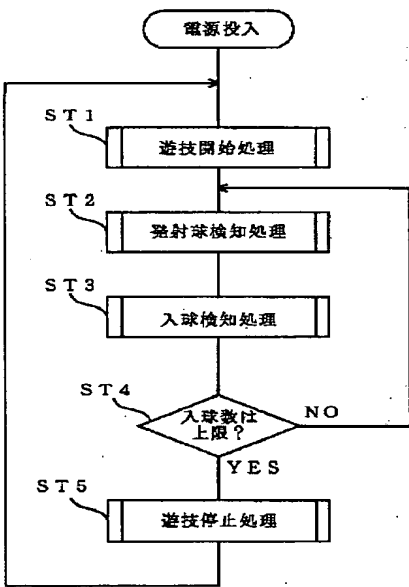 電源投入
ST1
遊技開始処理
ST2
発射球検知処理
ST3
入球検知処理
ST4
入球数は
上限?
NO
YES
ST5
遊技停止処理